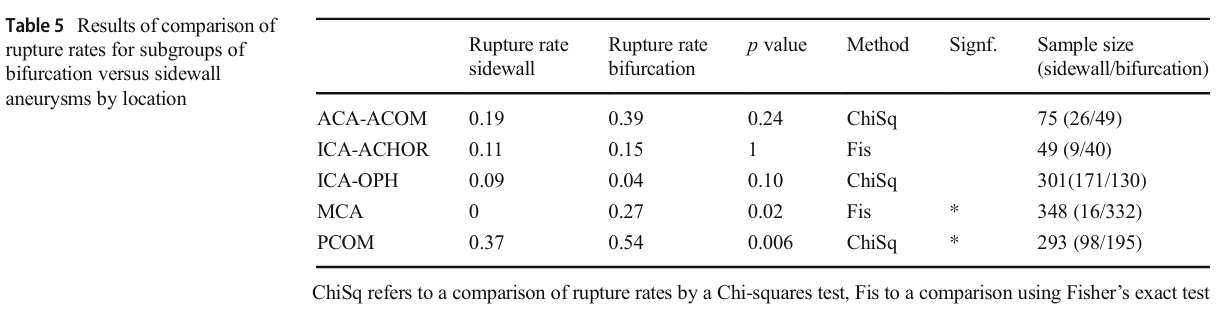 Table 5 Results of comparison of
rupture rates for subgroups of
bifurcation versus sidewall
aneurysms by location
Rupture rate sidewall Rupture rate bifurcation p value Method Signf. Sample size (sidewall/bifurcation)
ACA-ACOM 0.19 0.39 0.24 ChiSq 75 (26/49)
ICA-ACHOR 0.11 0.15 1 Fis 49 (9/40)
ICA-OPH 0.09 0.04 0.10 ChiSq 301(171/130)
MCA 0 0.27 0.02 Fis * 348 (16/332)
PCOM 0.37 0.54 0.006 ChiSq * 293 (98/195)
ChiSq refers to a comparison of rupture rates by a Chi-squares test, Fis to a comparison using Fisher's exact test